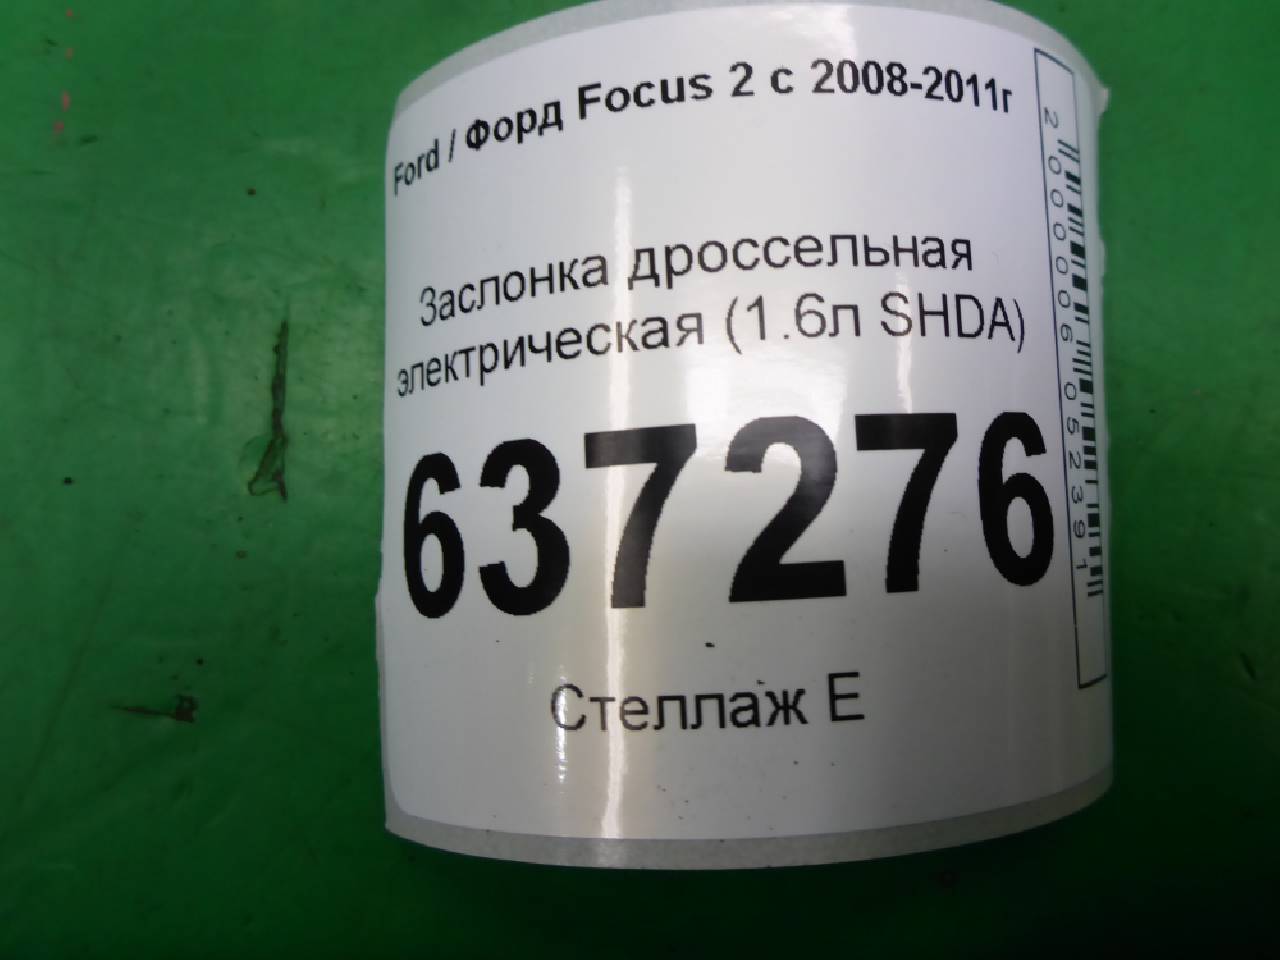 Ford / Форд Focus 2 с 2008-2011г
Заслонка дроссельная
электрическая (1.6л SHDA)
637276
Стеллаж Е
2000006052391